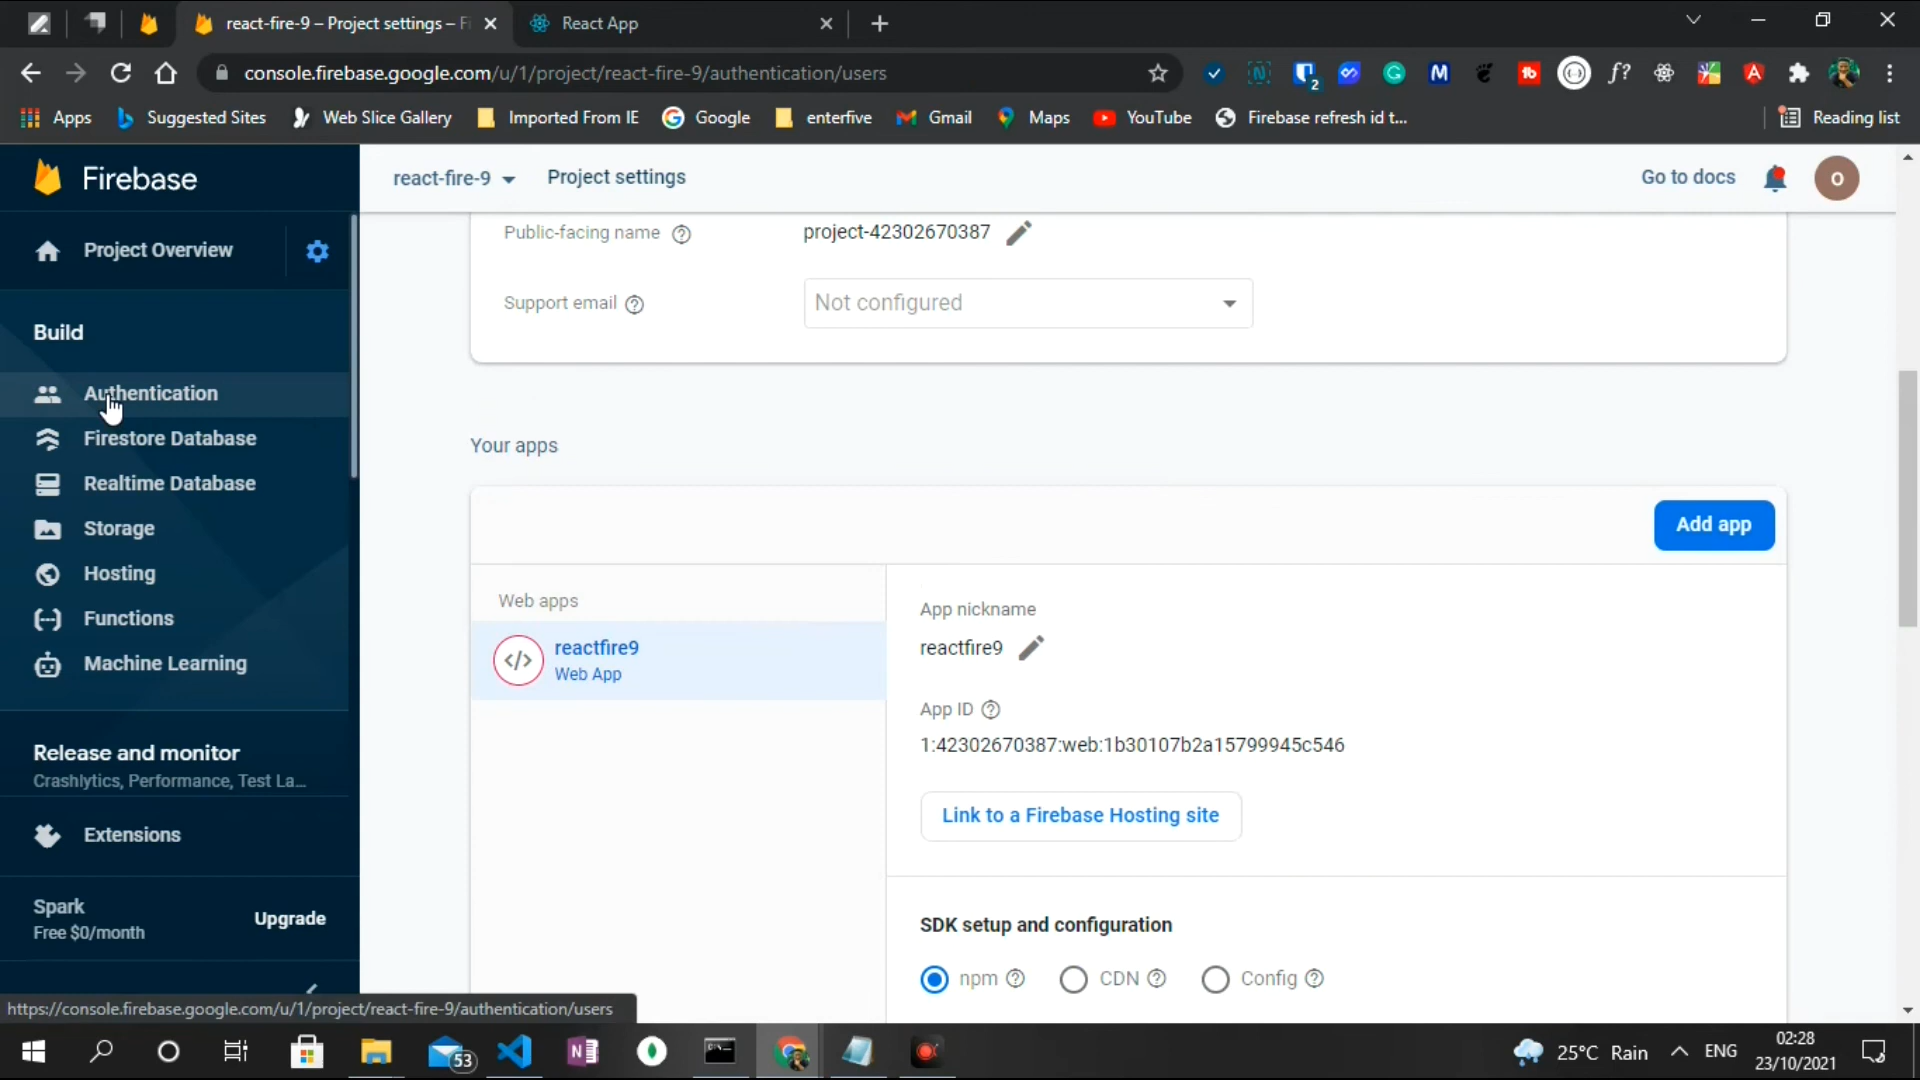 react-fire-9 – Project settings – F
React App
console.firebase.google.com/u/1/project/react-fire-9/authentication/users
2
M
f?
Apps
Suggested Sites
Web Slice Gallery
Imported From IE
Google
enterfive
Gmail
Maps
YouTube
Firebase refresh id t...
Reading list
Firebase
react-fire-9
Project settings
Go to docs
o
Project Overview
Public-facing name
project-42302670387
Support email
Not configured
Build
Authentication
Firestore Database
Realtime Database
Storage
Hosting
Functions
Machine Learning
Your apps
Add app
Web apps
reactfire9
Web App
App nickname
reactfire9
App ID
1:42302670387:web:1b30107b2a15799945c546
Link to a Firebase Hosting site
Release and monitor
Crashlytics, Performance, Test La...
Extensions
Spark
Free $0/month
Upgrade
SDK setup and configuration
npm
CDN
Config
https://console.firebase.google.com/u/1/project/react-fire-9/authentication/users
53
25°C Rain
ENG
02:28
23/10/2021